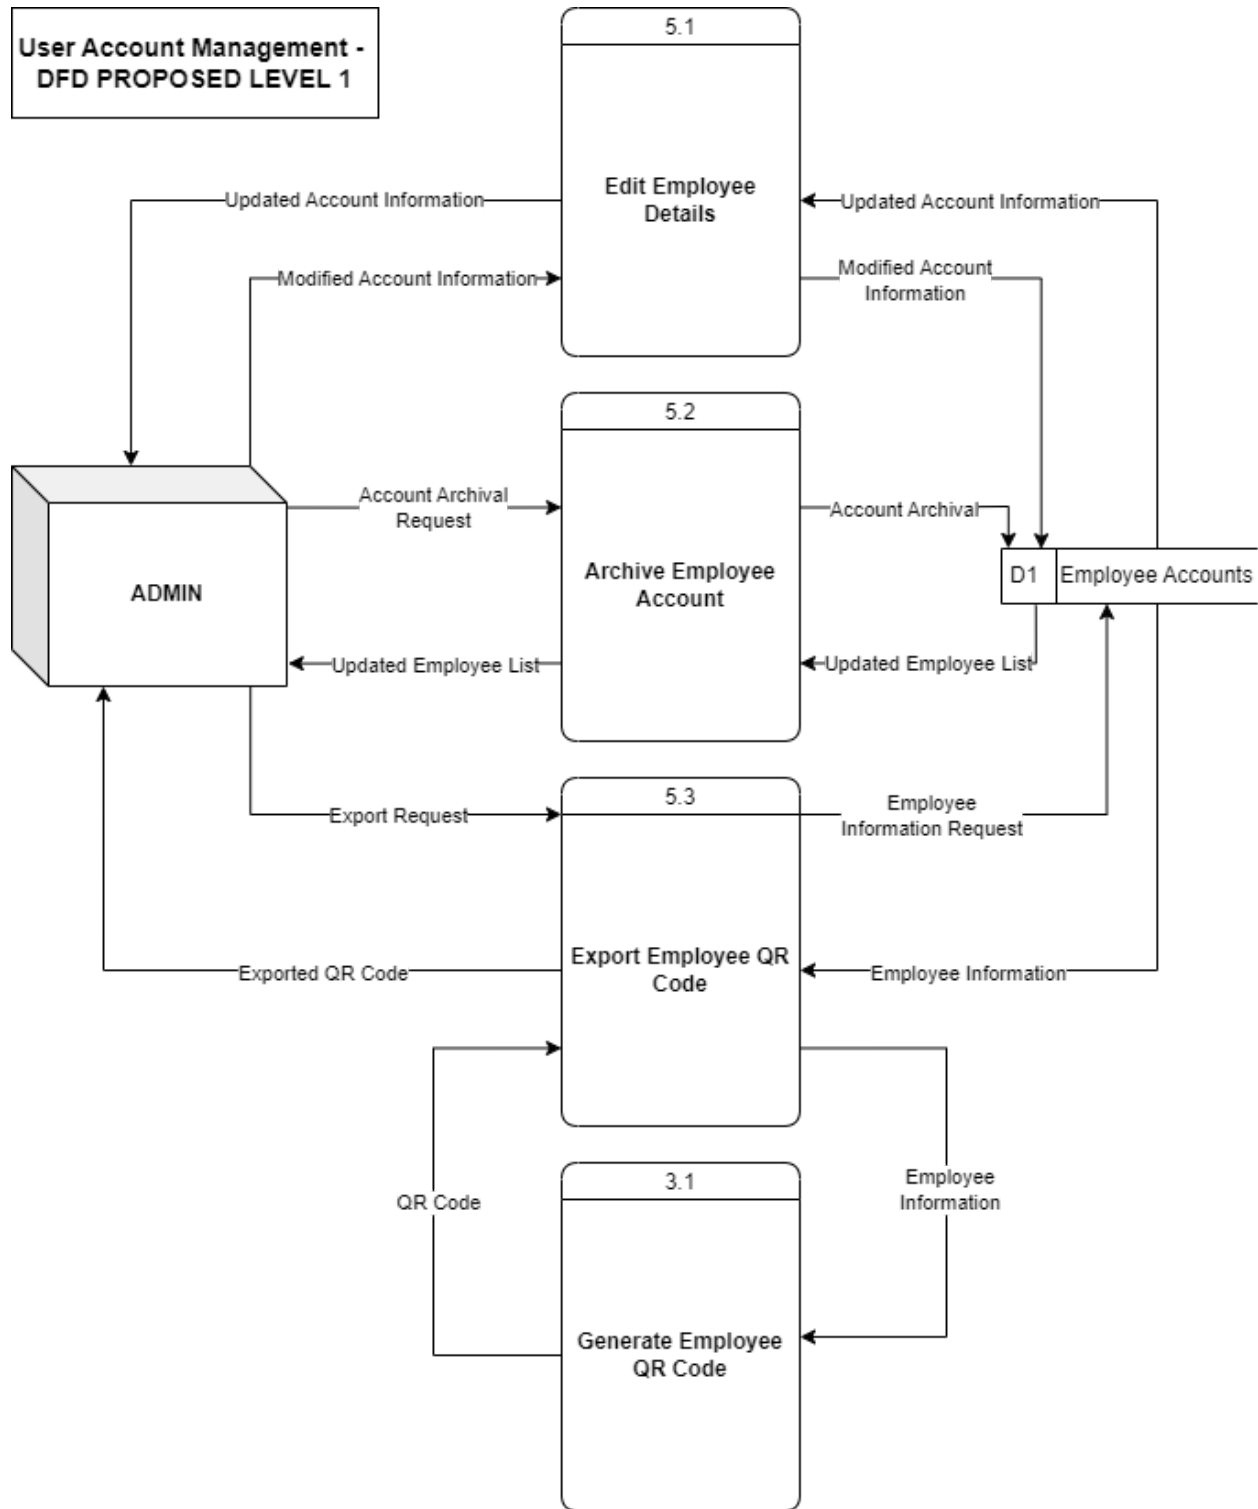 User Account Management -
DFD PROPOSED LEVEL 1
5.1
Edit Employee
Details
Updated Account Information
Updated Account Information
Modified Account Information
Modified Account
Information
5.2
Account Archival
Request
Account Archival
Archive Employee
Account
ADMIN
D1
Employee Accounts
Updated Employee List
Updated Employee List
5.3
Export Request
Employee
Information Request
Export Employee QR
Code
Exported QR Code
Employee Information
3.1
QR Code
Employee
Information
Generate Employee
QR Code